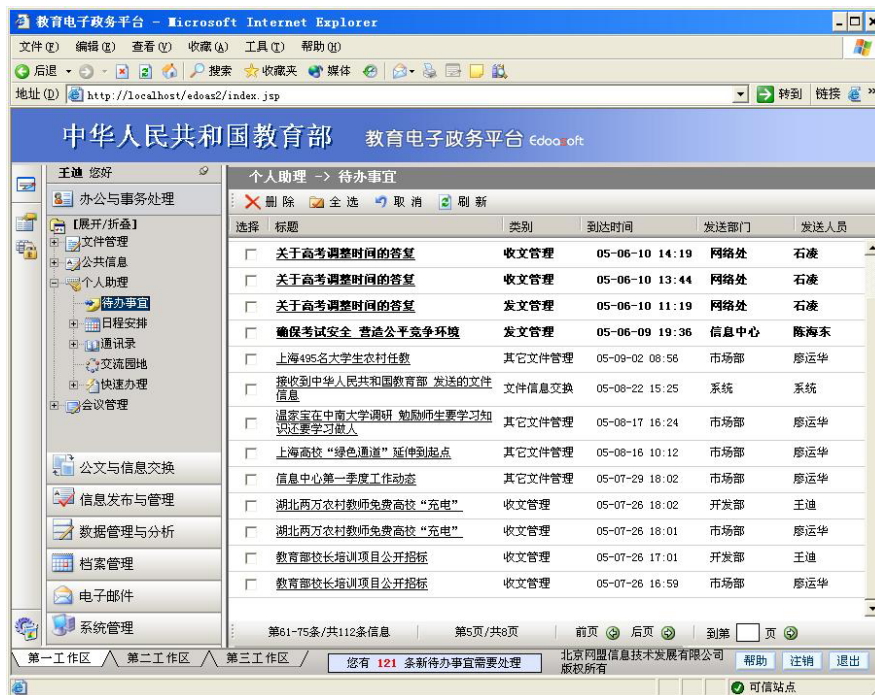 教育电子政务平台 - Microsoft Internet Explorer
文件(F) 编辑(E) 查看(V) 收藏(A) 工具(T) 帮助(H)
后退 搜索 收藏夹 媒体
地址(D) http://localhost/edoas2/index.jsp 转到 链接 »
中华人民共和国教育部 教育电子政务平台 Edoasoft
王迪 您好
个人助理 -> 待办事宜
办公与事务处理
删除 全选 取消 刷新
[展开/折叠]
文件管理
公共信息
个人助理
待办事宜
日程安排
通讯录
交流园地
快速办理
会议管理
公文与信息交换
信息发布与管理
数据管理与分析
档案管理
电子邮件
系统管理
选择 标题 类别 到达时间 发送部门 发送人员
关于高考调整时间的答复 收文管理 05-06-10 14:19 网络处 石凌
关于高考调整时间的答复 收文管理 05-06-10 13:44 网络处 石凌
关于高考调整时间的答复 发文管理 05-06-10 11:19 网络处 石凌
确保考试安全 营造公平竞争环境 发文管理 05-06-09 19:36 信息中心 陈海东
上海495名大学生农村任教 其它文件管理 05-09-02 08:56 市场部 廖运华
接收到中华人民共和国教育部 发送的文件
信息 文件信息交换 05-08-22 15:25 系统 系统
温家宝在中南大学调研 勉励师生要学习知
识还要学习做人 其它文件管理 05-08-17 16:24 市场部 廖运华
上海高校“绿色通道”延伸到起点 其它文件管理 05-08-16 10:12 市场部 廖运华
信息中心第一季度工作动态 其它文件管理 05-07-29 18:02 市场部 廖运华
湖北两万农村教师免费高校“充电” 收文管理 05-07-26 18:02 开发部 王迪
湖北两万农村教师免费高校“充电” 收文管理 05-07-26 18:01 市场部 廖运华
教育部校长培训项目公开招标 收文管理 05-07-26 17:01 开发部 王迪
教育部校长培训项目公开招标 收文管理 05-07-26 16:59 市场部 廖运华
第61-75条/共112条信息 第5页/共8页 前页 后页 到第 页
第一工作区 第二工作区 第三工作区 您有 121 条新待办事宜需要处理 北京网盟信息技术发展有限公司
版权所有 帮助 注销 退出
可信站点